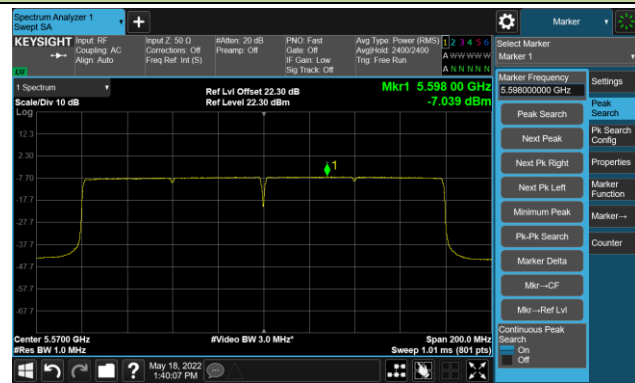 Spectrum Analyzer 1
Swept SA
+
Marker
KEYSIGHT
Input: RF
Coupling: AC
Align: Auto
Input Z: 50 Ω
Corrections: Off
Freq Ref: Int (S)
#Atten: 20 dB
Preamp: Off
PNO: Fast
Gate: Off
IF Gain: Low
Sig Track: Off
Avg Type: Power (RMS)
Avg|Hold: 2400/2400
Trig: Free Run
1 2 3 4 5 6
A W W W W W
A N N N N N
LXI
Select Marker
Marker 1
1 Spectrum
Scale/Div 10 dB
Log
Ref Lvl Offset 22.30 dB
Ref Level 22.30 dBm
Mkr1 5.598 00 GHz
-7.039 dBm
12.3
2.30
-7.70
-17.7
-27.7
-37.7
-47.7
-57.7
-67.7
1
Center 5.5700 GHz
#Res BW 1.0 MHz
#Video BW 3.0 MHz*
Span 200.0 MHz
Sweep 1.01 ms (801 pts)
Marker Frequency
5.598000000 GHz
Peak Search
Next Peak
Next Pk Right
Next Pk Left
Minimum Peak
Pk-Pk Search
Marker Delta
Mkr→CF
Mkr→Ref Lvl
Continuous Peak
Search
On
Off
Settings
Peak
Search
Pk Search
Config
Properties
Marker
Function
Marker→
Counter
?
May 18, 2022
1:40:07 PM